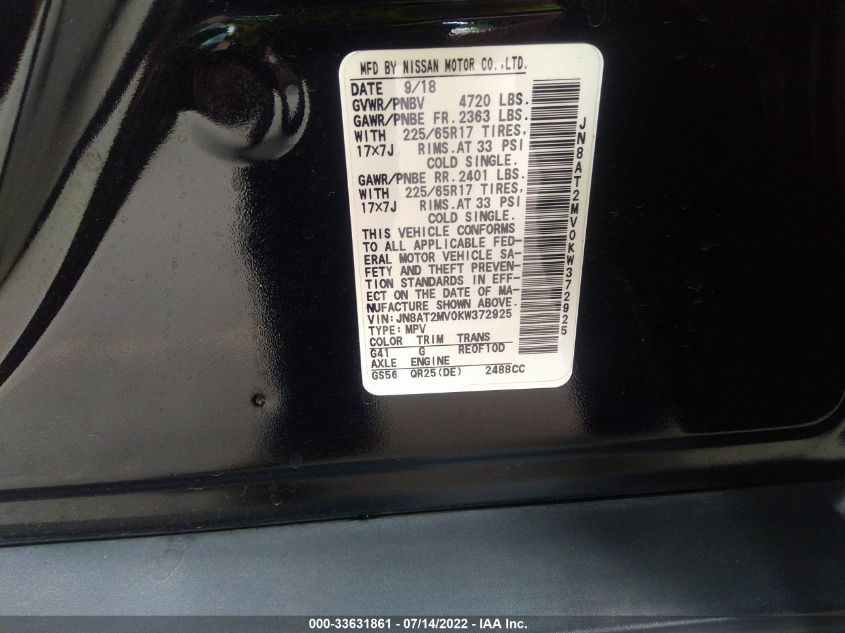 MFD BY NISSAN MOTOR CO.,LTD.
DATE 9/18
GVWR/PNBV 4720 LBS.
GAWR/PNBE FR. 2363 LBS.
WITH 225/65R17 TIRES,
17×7J RIMS.AT 33 PSI
COLD SINGLE.
GAWR/PNBE RR. 2401 LBS.
WITH 225/65R17 TIRES,
17×7J RIMS.AT 33 PSI
COLD SINGLE.
THIS VEHICLE CONFORMS
TO ALL APPLICABLE FED-
ERAL MOTOR VEHICLE SA-
FETY AND THEFT PREVEN-
TION STANDARDS IN EFF-
ECT ON THE DATE OF MA-
NUFACTURE SHOWN ABOVE.
VIN: JN8AT2MV0KW372925
TYPE: MPV
COLOR TRIM TRANS
G41 G RE0F10D
AXLE ENGINE
GS56 QR25(DE) 2488CC
JN8AT2MV0KW372925
000-33631861 - 07/14/2022 - IAA Inc.